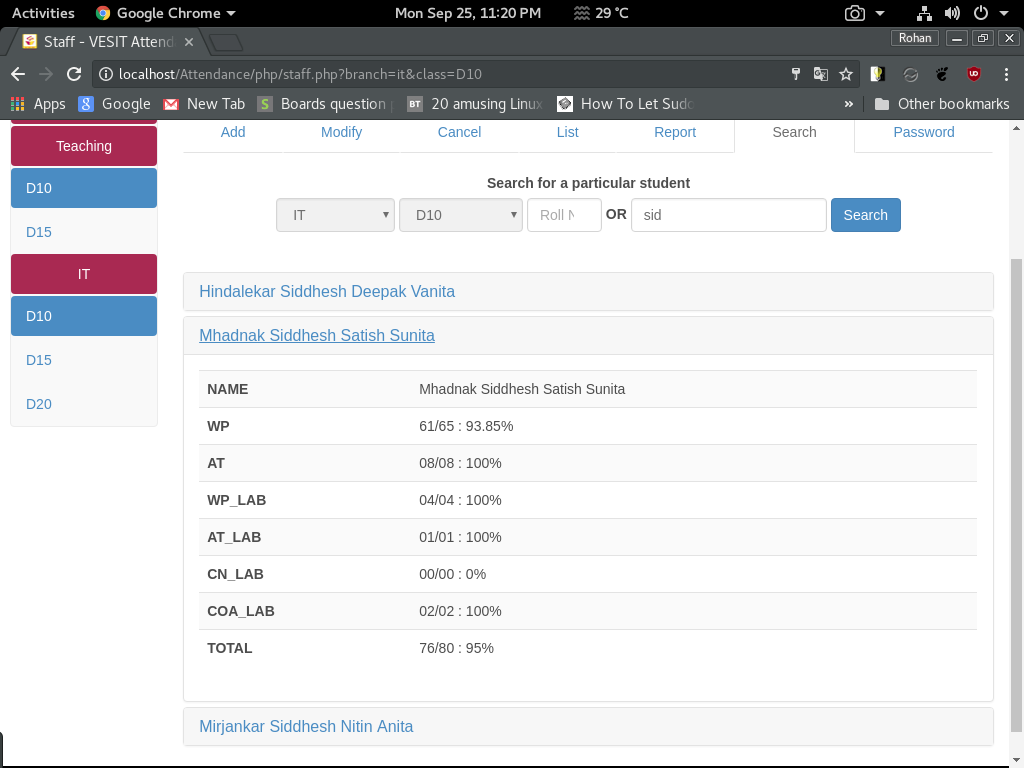 Activities Google Chrome Mon Sep 25, 11:20 PM 29 °C
Staff - VESIT Attend Rohan
localhost/Attendance/php/staff.php?branch=it&class=D10
Apps Google New Tab Boards question 20 amusing Linux How To Let Sudo » Other bookmarks
Teaching
D10
D15
IT
D10
D15
D20
Add Modify Cancel List Report Search Password
Search for a particular student
IT D10 Roll N OR sid Search
Hindalekar Siddhesh Deepak Vanita
Mhadnak Siddhesh Satish Sunita
NAME Mhadnak Siddhesh Satish Sunita
WP 61/65 : 93.85%
AT 08/08 : 100%
WP_LAB 04/04 : 100%
AT_LAB 01/01 : 100%
CN_LAB 00/00 : 0%
COA_LAB 02/02 : 100%
TOTAL 76/80 : 95%
Mirjankar Siddhesh Nitin Anita